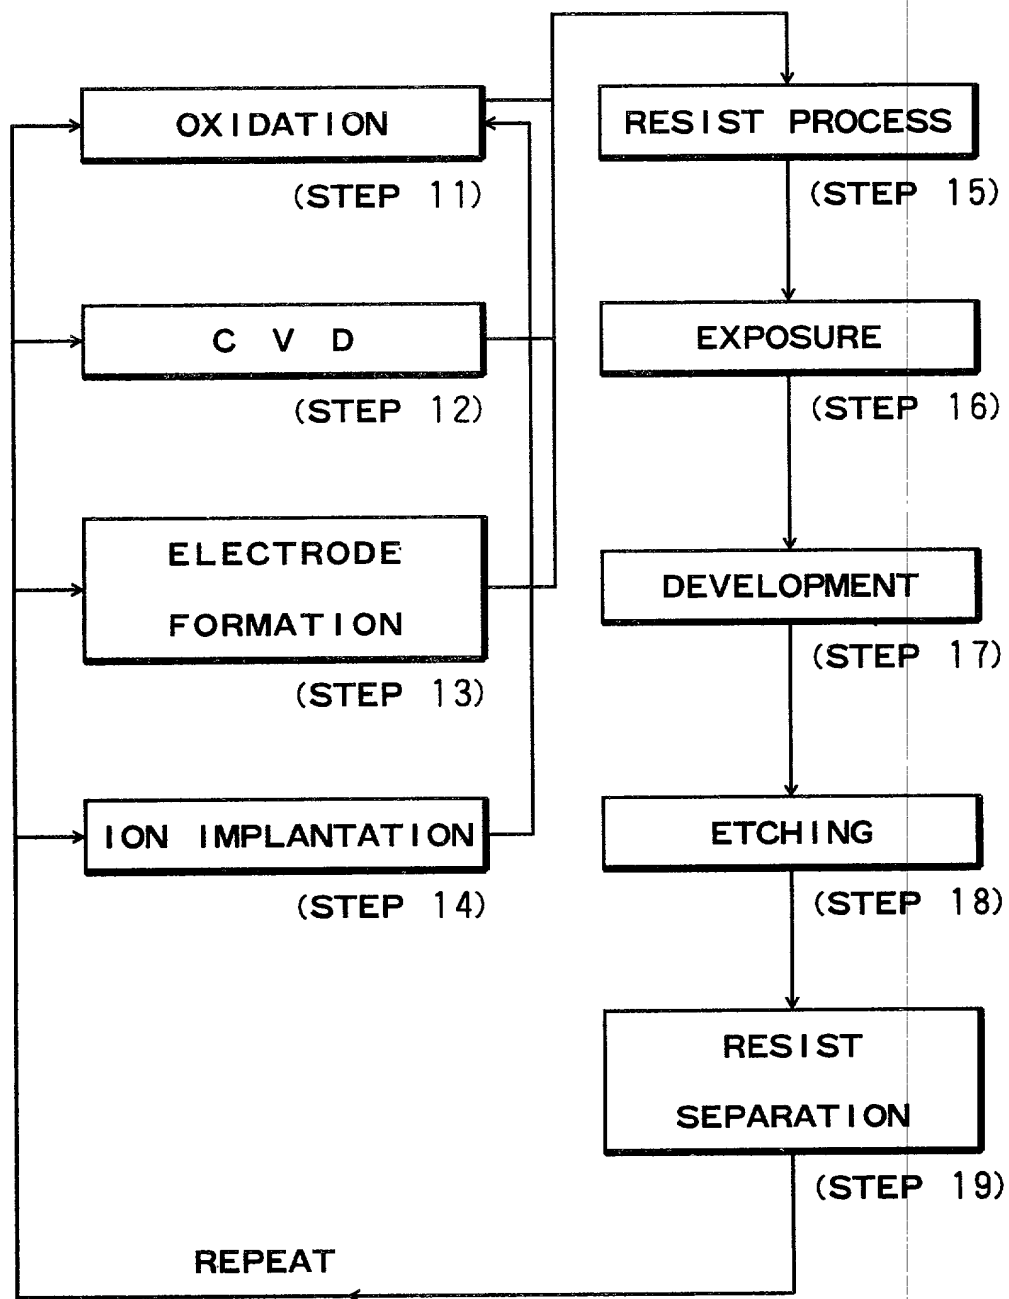 OXIDATION
(STEP 11)
C V D
(STEP 12)
ELECTRODE
FORMATION
(STEP 13)
ION IMPLANTATION
(STEP 14)
RESIST PROCESS
(STEP 15)
EXPOSURE
(STEP 16)
DEVELOPMENT
(STEP 17)
ETCHING
(STEP 18)
RESIST
SEPARATION
(STEP 19)
REPEAT